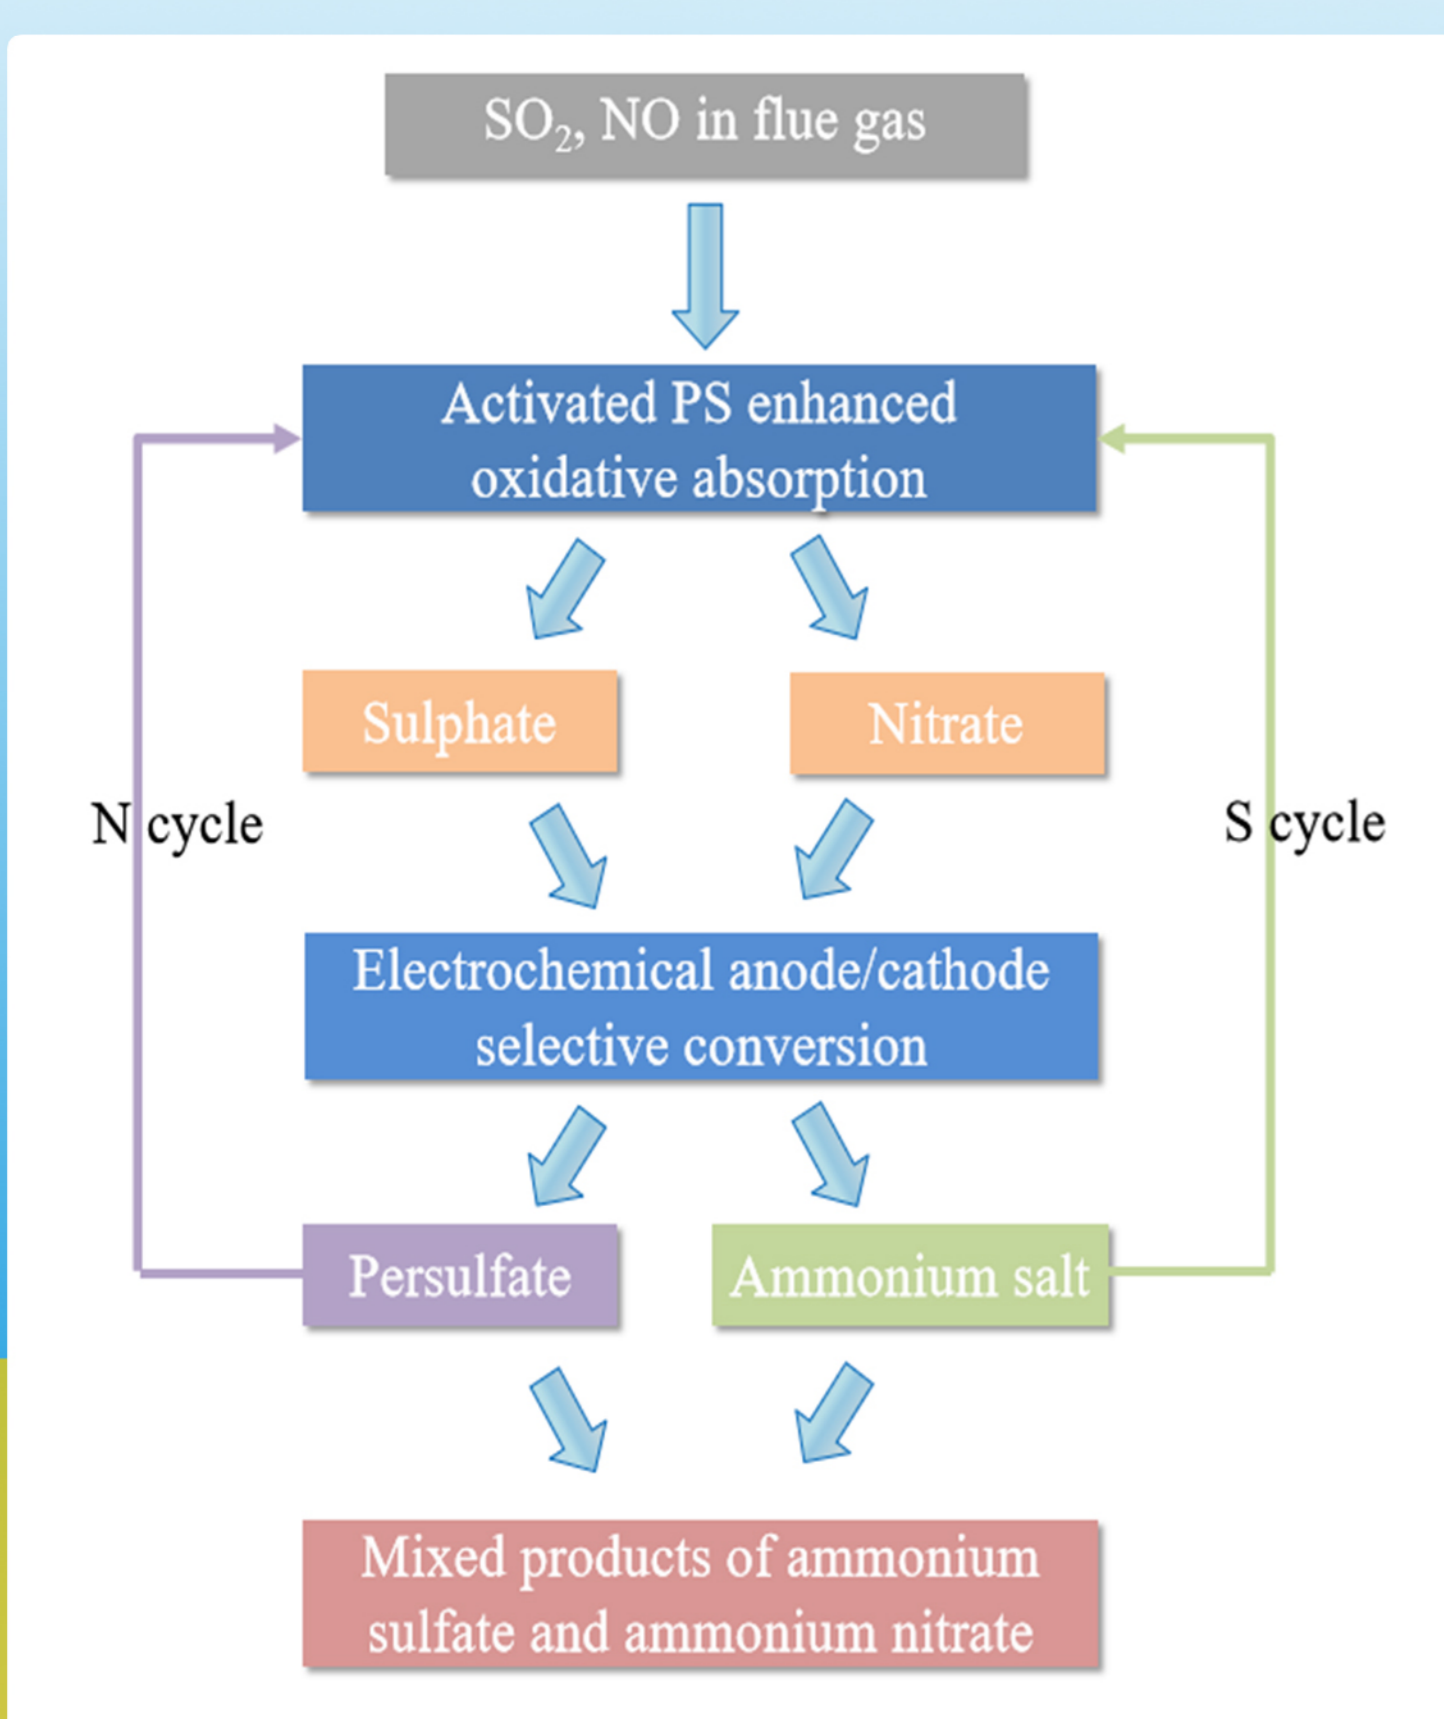 SO₂, NO in flue gas
Activated PS enhanced
oxidative absorption
Sulphate
Nitrate
N cycle
S cycle
Electrochemical anode/cathode
selective conversion
Persulfate
Ammonium salt
Mixed products of ammonium
sulfate and ammonium nitrate